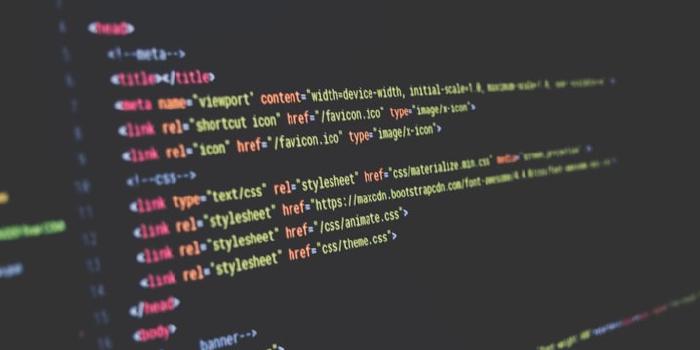 4 <head>
5 <!--meta-->
6 <title></title>
7 <meta name="viewport" content="width=device-width, initial-scale=1.0,
8 <link rel="shortcut icon" href="/favicon.ico" type="image/x-icon">
9 <link rel="icon" href="/favicon.ico" type="image/x-icon">
10 <!--css-->
11 <link type="text/css" rel="stylesheet" href="css/materialize.min.css"
12 <link rel="stylesheet" href="https://maxcdn.bootstrapcdn.com/font-awesome/
13 <link rel="stylesheet" href="/css/animate.css">
14 <link rel="stylesheet" href="css/theme.css">
15 </head>
16 <body>
banner-->